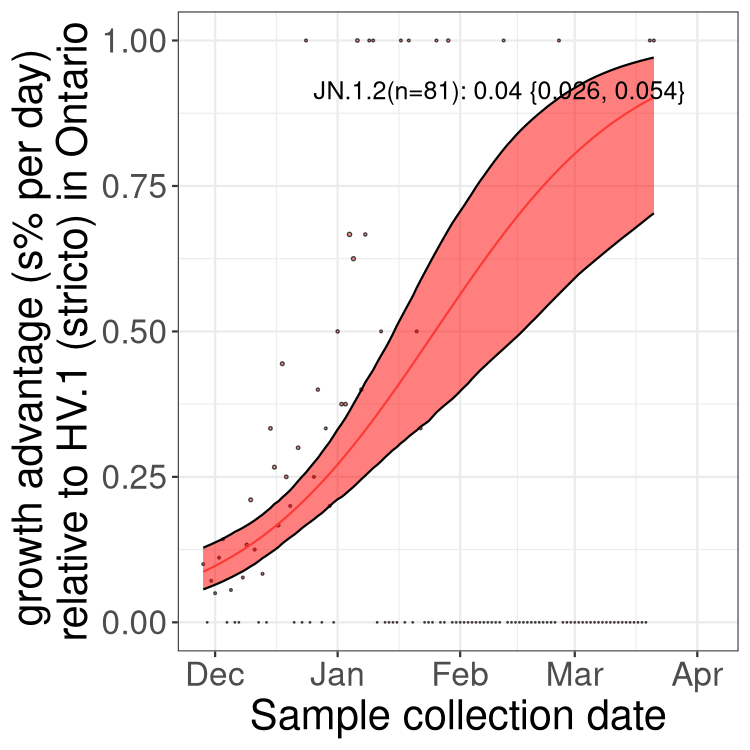 growth advantage (s% per day)
relative to HV.1 (stricto) in Ontario
1.00
0.75
0.50
0.25
0.00
JN.1.2(n=81): 0.04 {0.026, 0.054}
Dec Jan Feb Mar Apr
Sample collection date